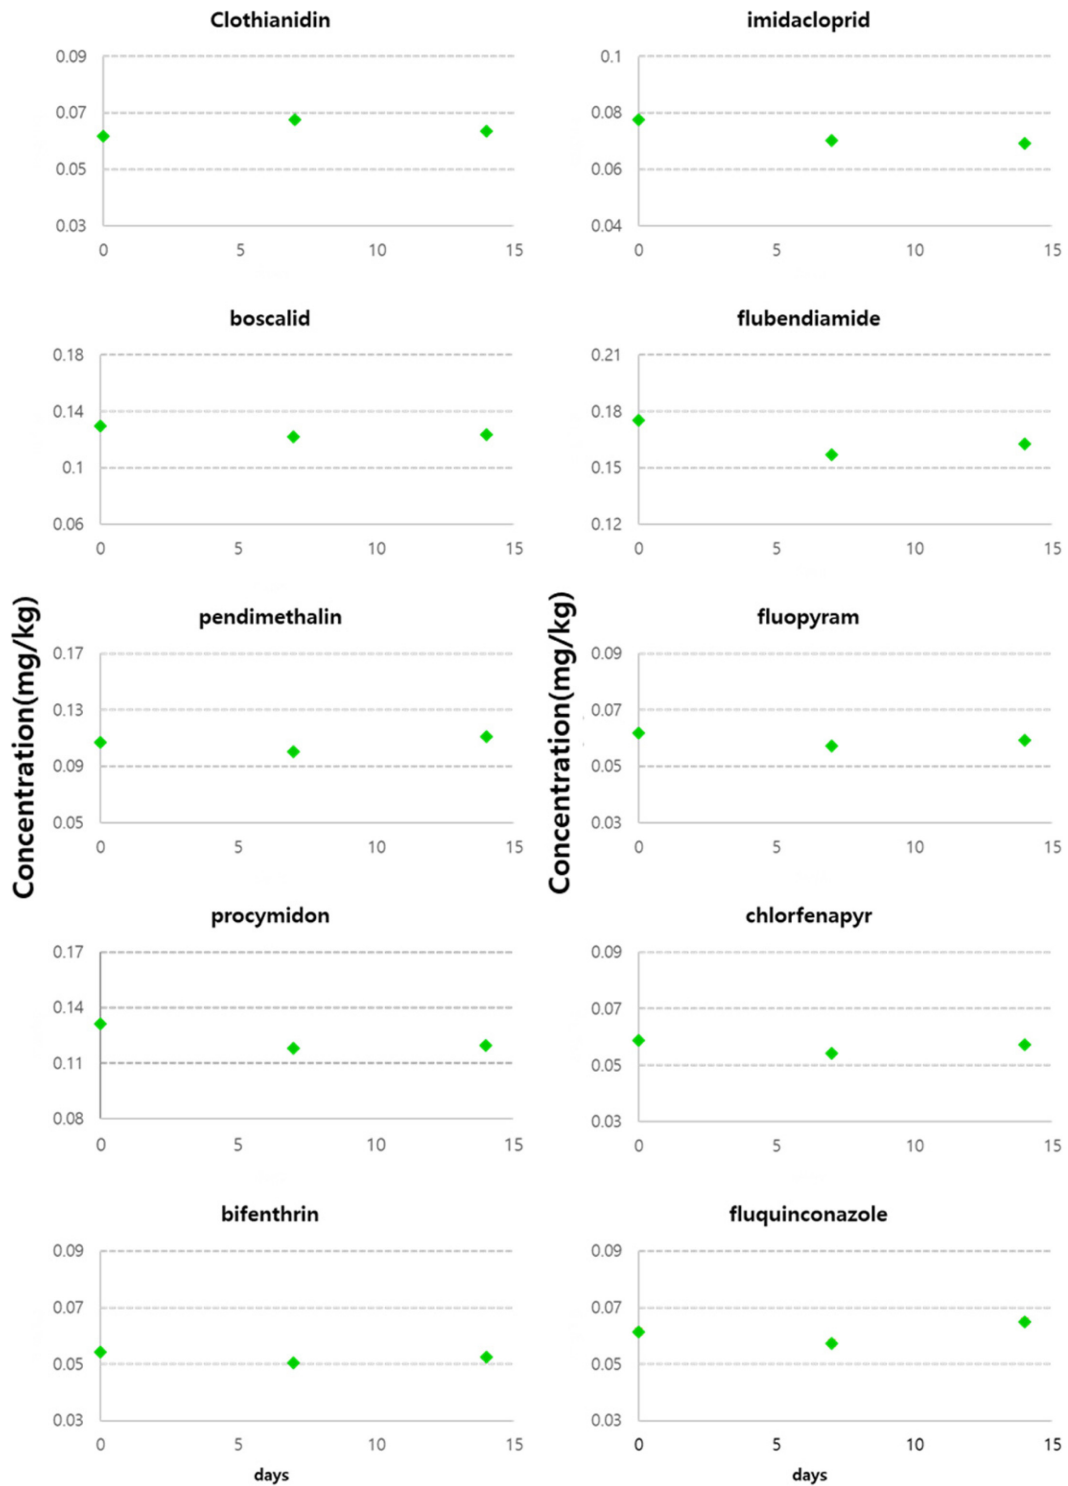 Clothianidin
0.09
0.07
0.05
0.03
0 5 10 15
imidacloprid
0.1
0.08
0.06
0.04
0 5 10 15
boscalid
0.18
0.14
0.1
0.06
0 5 10 15
flubendiamide
0.21
0.18
0.15
0.12
0 5 10 15
Concentration(mg/kg)
pendimethalin
0.17
0.13
0.09
0.05
0 5 10 15
Concentration(mg/kg)
fluopyram
0.09
0.07
0.05
0.03
0 5 10 15
procymidon
0.17
0.14
0.11
0.08
0 5 10 15
chlorfenapyr
0.09
0.07
0.05
0.03
0 5 10 15
bifenthrin
0.09
0.07
0.05
0.03
0 5 10 15
days
fluquinconazole
0.09
0.07
0.05
0.03
0 5 10 15
days